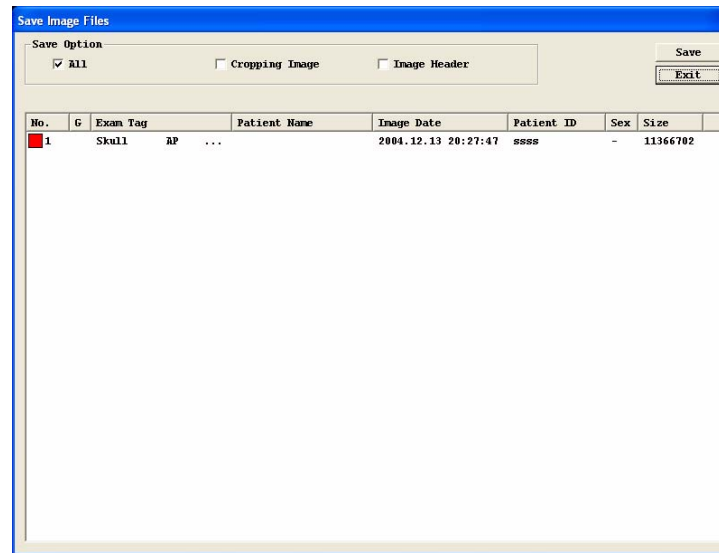 Save Image Files
Save Option
All Cropping Image Image Header
Save
Exit
No. G Exam Tag Patient Name Image Date Patient ID Sex Size
1 Skull AP ... 2004.12.13 20:27:47 ssss - 11366702